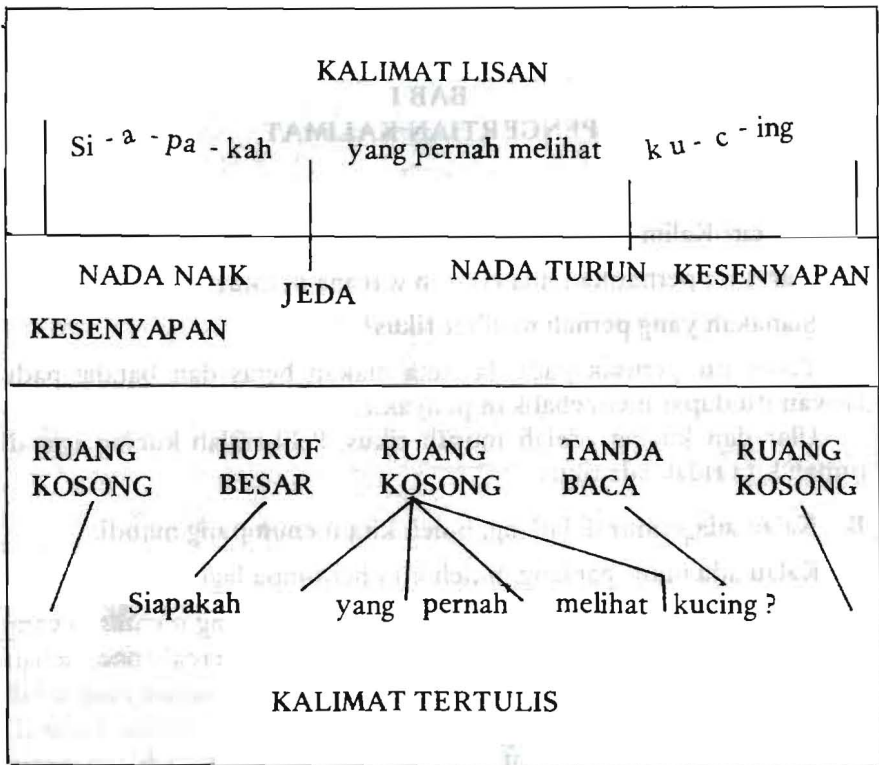 KALIMAT LISAN
Si - a - pa - kah yang pernah melihat k u - c - ing
NADA NAIK JEDA NADA TURUN KESENYAPAN
KESENYAPAN
RUANG HURUF RUANG TANDA RUANG
KOSONG BESAR KOSONG BACA KOSONG
Siapakah yang pernah melihat kucing ?
KALIMAT TERTULIS